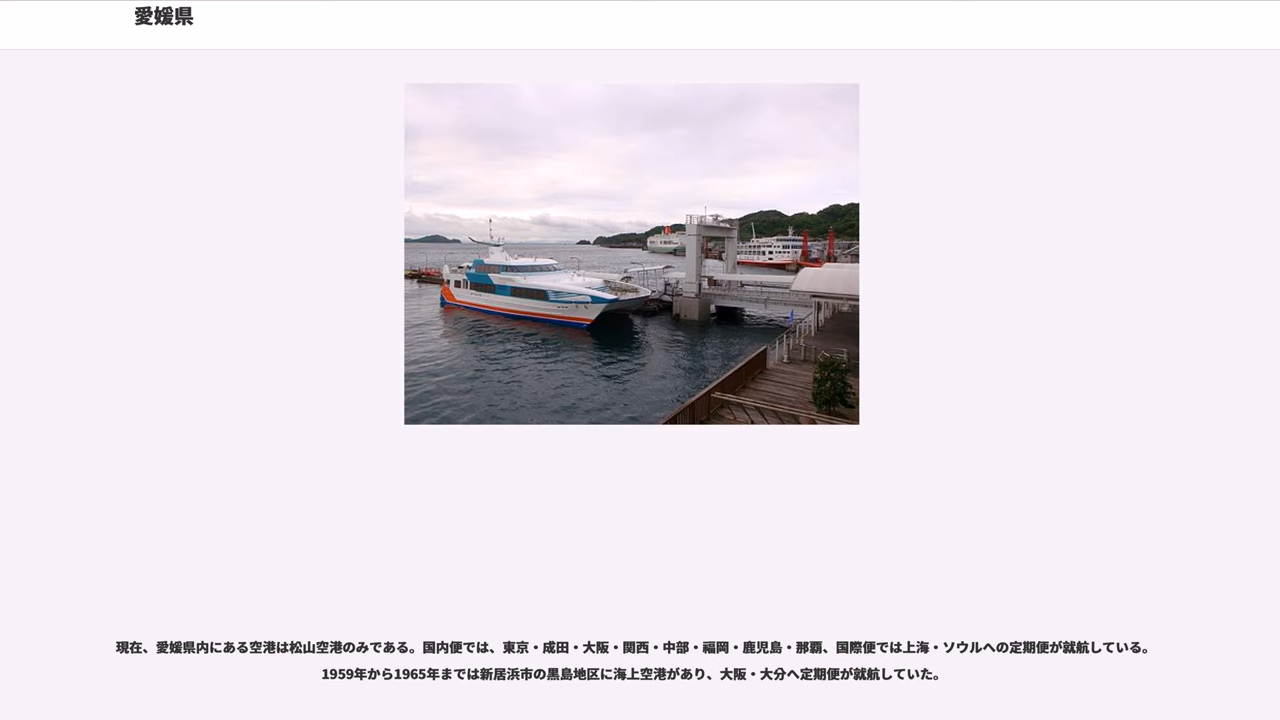 愛媛県
現在、愛媛県内にある空港は松山空港のみである。国内便では、東京・成田・大阪・関西・中部・福岡・鹿児島・那覇、国際便では上海・ソウルへの定期便が就航している。
1959年から1965年までは新居浜市の黒島地区に海上空港があり、大阪・大分へ定期便が就航していた。